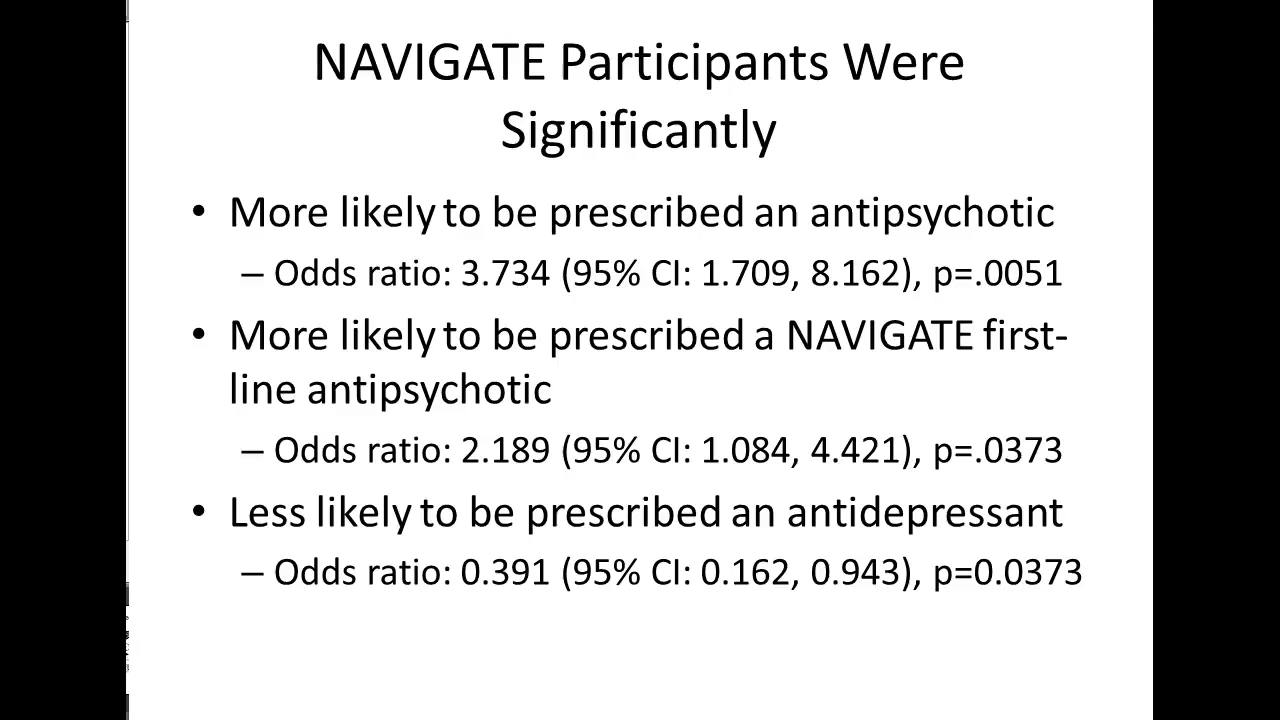 NAVIGATE Participants Were
Significantly
• More likely to be prescribed an antipsychotic
– Odds ratio: 3.734 (95% CI: 1.709, 8.162), p=.0051
• More likely to be prescribed a NAVIGATE first-
line antipsychotic
– Odds ratio: 2.189 (95% CI: 1.084, 4.421), p=.0373
• Less likely to be prescribed an antidepressant
– Odds ratio: 0.391 (95% CI: 0.162, 0.943), p=0.0373